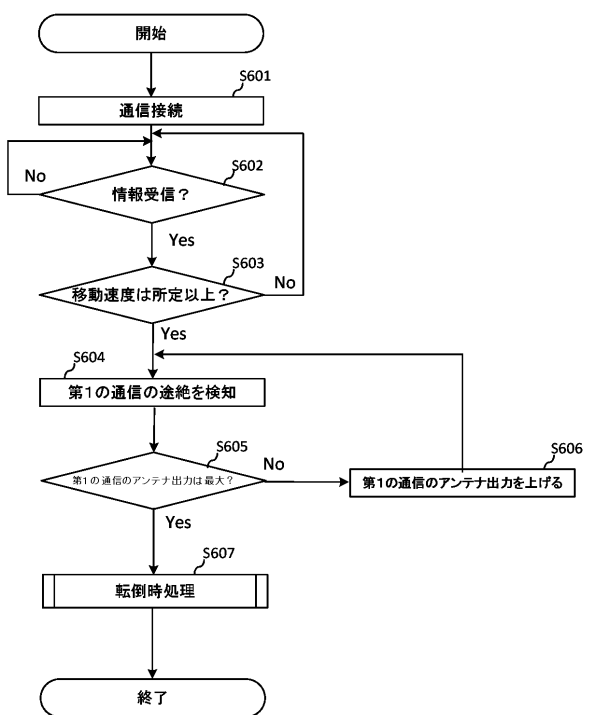 開始
S601
通信接続
S602
情報受信？
No
Yes
S603
移動速度は所定以上？
No
Yes
S604
第１の通信の途絶を検知
S605
第１の通信のアンテナ出力は最大？
No
S606
第１の通信のアンテナ出力を上げる
Yes
S607
転倒時処理
終了